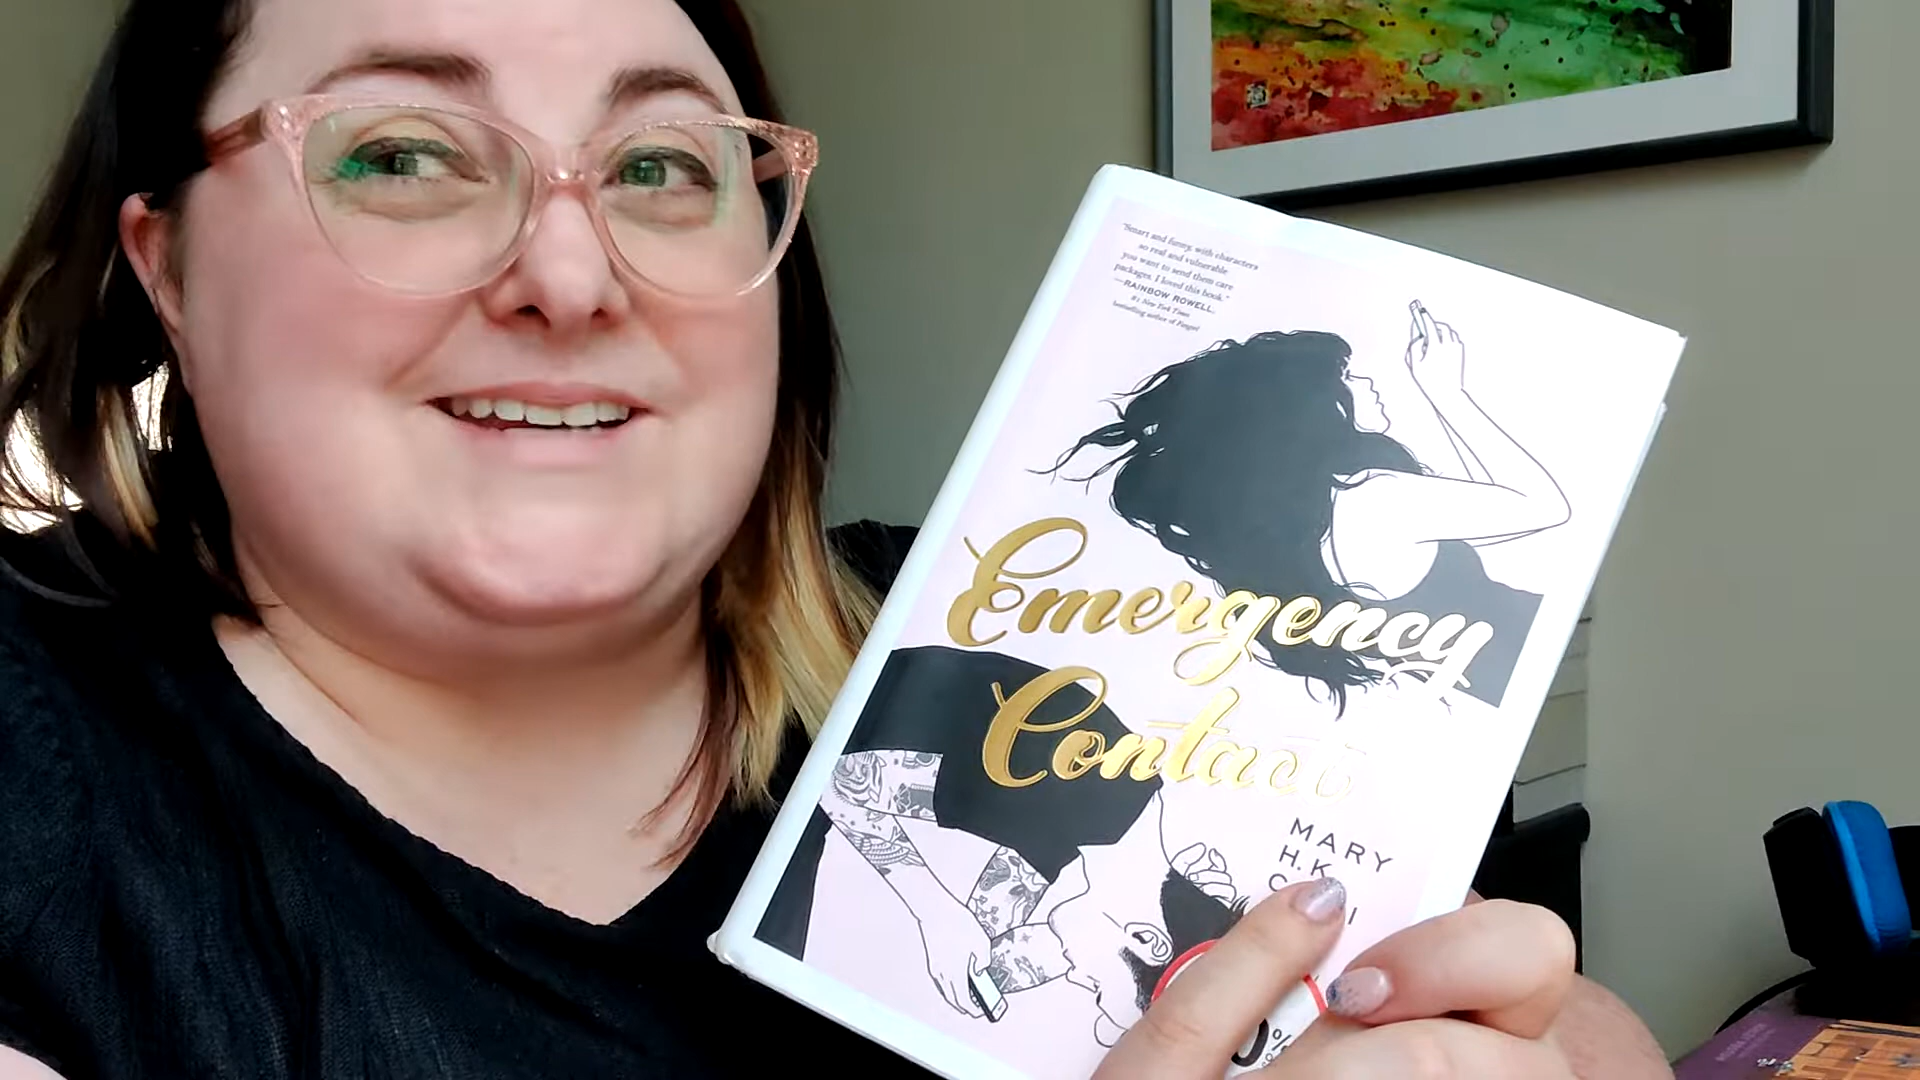 "Smart and funny, with characters
so real and vulnerable
you want to send them care
packages. I loved this book."
—RAINBOW ROWELL,
#1 New York Times
bestselling author of Fangirl
Emergency
Contact
MARY
H.K.
C I
0%